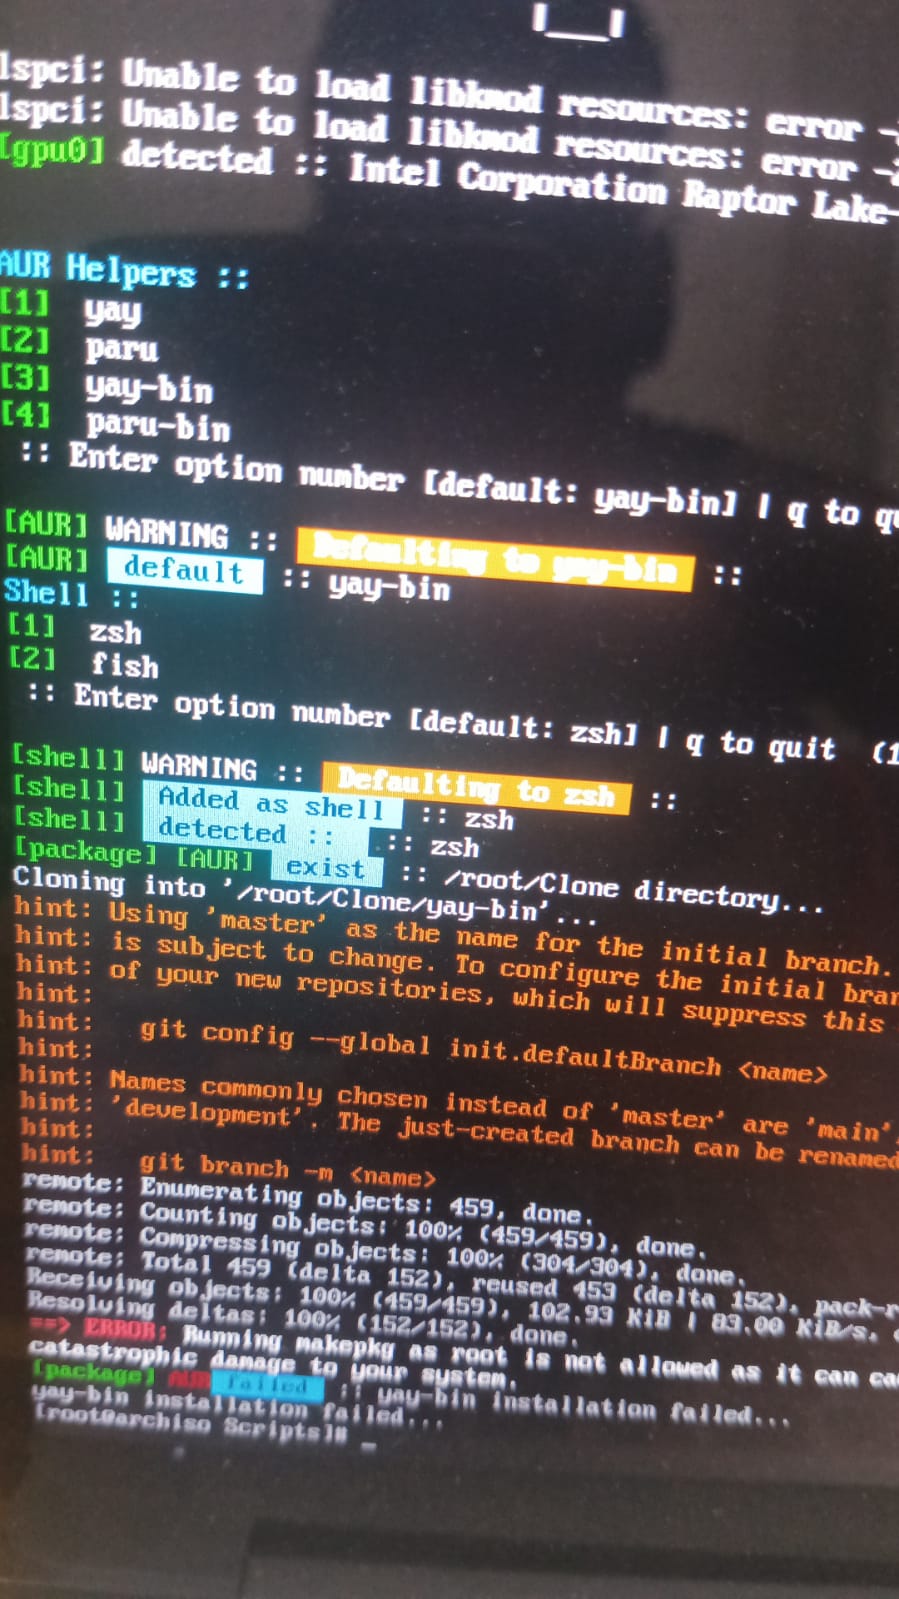 lspci: Unable to load libkmod resources: error -
lspci: Unable to load libkmod resources: error -2
[gpu0] detected :: Intel Corporation Raptor Lake-
AUR Helpers ::
[1] yay
[2] paru
[3] yay-bin
[4] paru-bin
:: Enter option number [default: yay-bin] | q to qu
[AUR] WARNING :: Defaulting to yay-bin ::
[AUR] default :: yay-bin
Shell ::
[1] zsh
[2] fish
:: Enter option number [default: zsh] | q to quit (1
[shell] WARNING :: Defaulting to zsh ::
[shell] Added as shell :: zsh
[shell] detected :: :: zsh
[package] [AUR] exist :: /root/Clone directory...
Cloning into '/root/Clone/yay-bin'...
hint: Using 'master' as the name for the initial branch.
hint: is subject to change. To configure the initial bran
hint: of your new repositories, which will suppress this
hint:
hint: git config --global init.defaultBranch <name>
hint:
hint: Names commonly chosen instead of 'master' are 'main',
hint: 'development'. The just-created branch can be renamed
hint:
hint: git branch -m <name>
remote: Enumerating objects: 459, done.
remote: Counting objects: 100% (459/459), done.
remote: Compressing objects: 100% (304/304), done.
remote: Total 459 (delta 152), reused 453 (delta 152), pack-r
Receiving objects: 100% (459/459), 102.93 KiB | 83.00 KiB/s,
Resolving deltas: 100% (152/152), done.
==> ERROR: Running makepkg as root is not allowed as it can ca
catastrophic damage to your system.
[package] AUR failed :: yay-bin installation failed...
yay-bin installation failed...
[root@archiso Scripts]# _